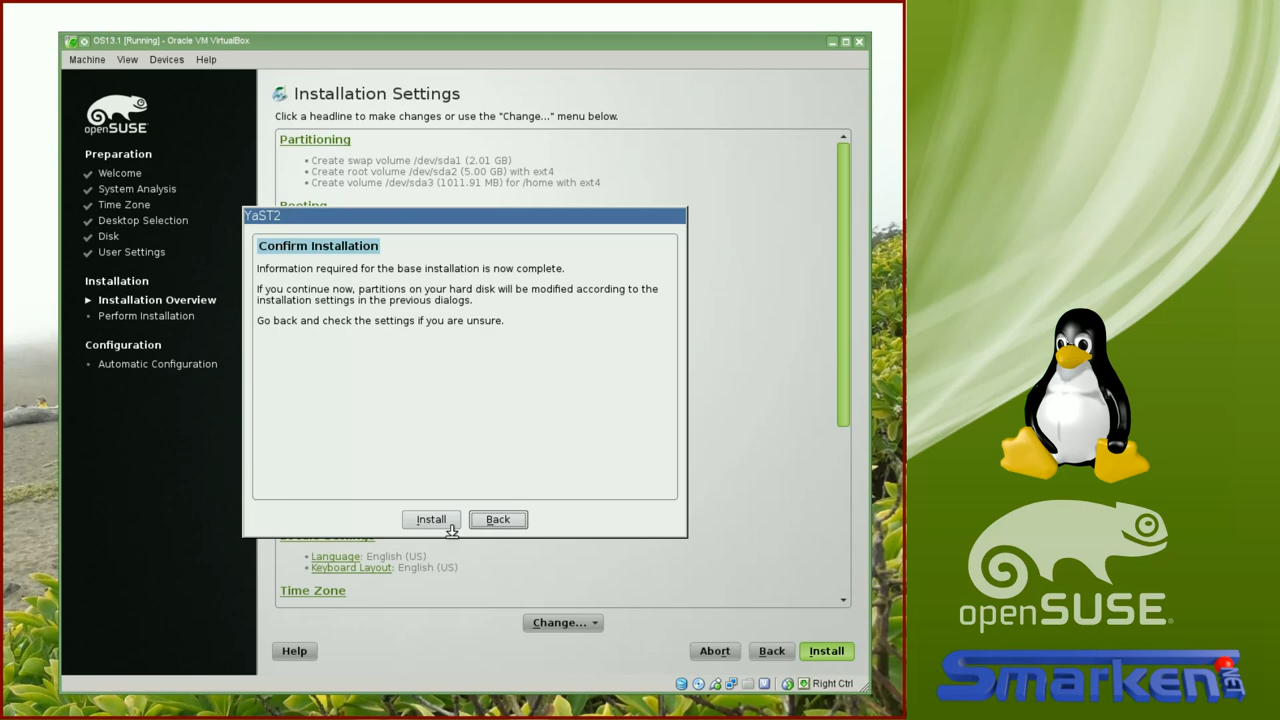 OS13.1 [Running] - Oracle VM VirtualBox
Machine View Devices Help
openSUSE
Preparation
Welcome
System Analysis
Time Zone
Desktop Selection
Disk
User Settings
Installation
Installation Overview
Perform Installation
Configuration
Automatic Configuration
Installation Settings
Click a headline to make changes or use the "Change..." menu below.
Partitioning
• Create swap volume /dev/sda1 (2.01 GB)
• Create root volume /dev/sda2 (5.00 GB) with ext4
• Create volume /dev/sda3 (1011.91 MB) for /home with ext4
Booting
YaST2
Confirm Installation
Information required for the base installation is now complete.
If you continue now, partitions on your hard disk will be modified according to the
installation settings in the previous dialogs.
Go back and check the settings if you are unsure.
Install Back
• Language: English (US)
• Keyboard Layout: English (US)
Time Zone
Change...
Help Abort Back Install
Right Ctrl
openSUSE
Smarken.NET